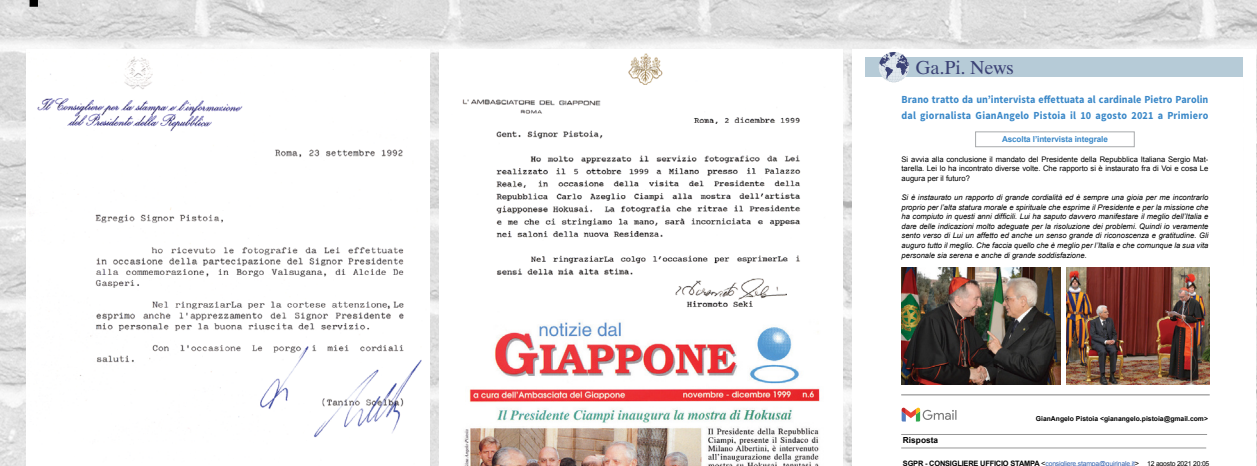 Il Consigliere per la stampa e l'informazione
del Presidente della Repubblica
Roma, 23 settembre 1992
Egregio Signor Pistoia,
ho ricevuto le fotografie da Lei effettuate
in occasione della partecipazione del Signor Presidente
alla commemorazione, in Borgo Valsugana, di Alcide De
Gasperi.
Nel ringraziarLa per la cortese attenzione, Le
esprimo anche l'apprezzamento del Signor Presidente e
mio personale per la buona riuscita del servizio.
Con l'occasione Le porgo i miei cordiali
saluti.
(Tanino Scelba)
L'AMBASCIATORE DEL GIAPPONE
ROMA
Roma, 2 dicembre 1999
Gent. Signor Pistoia,
Ho molto apprezzato il servizio fotografico da Lei
realizzato il 5 ottobre 1999 a Milano presso il Palazzo
Reale, in occasione della visita del Presidente della
Repubblica Carlo Azeglio Ciampi alla mostra dell'artista
giapponese Hokusai. La fotografia che ritrae il Presidente
e me che ci stringiamo la mano, sarà incorniciata e appesa
nei saloni della nuova Residenza.
Nel ringraziarLa colgo l'occasione per esprimerLe i
sensi della mia alta stima.
Hiromoto Seki
Hiromoto Seki
notizie dal
GIAPPONE
a cura dell'Ambasciata del Giappone novembre - dicembre 1999 n.6
Il Presidente Ciampi inaugura la mostra di Hokusai
Il Presidente della Repubblica
Ciampi, presente il Sindaco di
Milano Albertini, è intervenuto
all'inaugurazione della grande
mostra su Hokusai, tenutasi a
Ga.Pi. News
Brano tratto da un'intervista effettuata al cardinale Pietro Parolin
dal giornalista GianAngelo Pistoia il 10 agosto 2021 a Primiero
Ascolta l'intervista integrale
Si avvia alla conclusione il mandato del Presidente della Repubblica Italiana Sergio Mat-
tarella. Lei lo ha incontrato diverse volte. Che rapporto si è instaurato fra di Voi e cosa Le
augura per il futuro?
Si è instaurato un rapporto di grande cordialità ed è sempre una gioia per me incontrarlo
proprio per l'alta statura morale e spirituale che esprime il Presidente e per la missione che
ha compiuto in questi anni difficili. Lui ha saputo davvero manifestare il meglio dell'Italia e
dare delle indicazioni molto adeguate per la risoluzione dei problemi. Quindi io veramente
sento verso di Lui un affetto ed anche un senso grande di riconoscenza e gratitudine. Gli
auguro tutto il meglio. Che faccia quello che è meglio per l'Italia e che comunque la sua vita
personale sia serena e anche di grande soddisfazione.
Gmail
GianAngelo Pistoia <gianangelo.pistoia@gmail.com>
Risposta
SGPR - CONSIGLIERE UFFICIO STAMPA <consigliere.stampa@quirinale.it> 12 agosto 2021 20:05